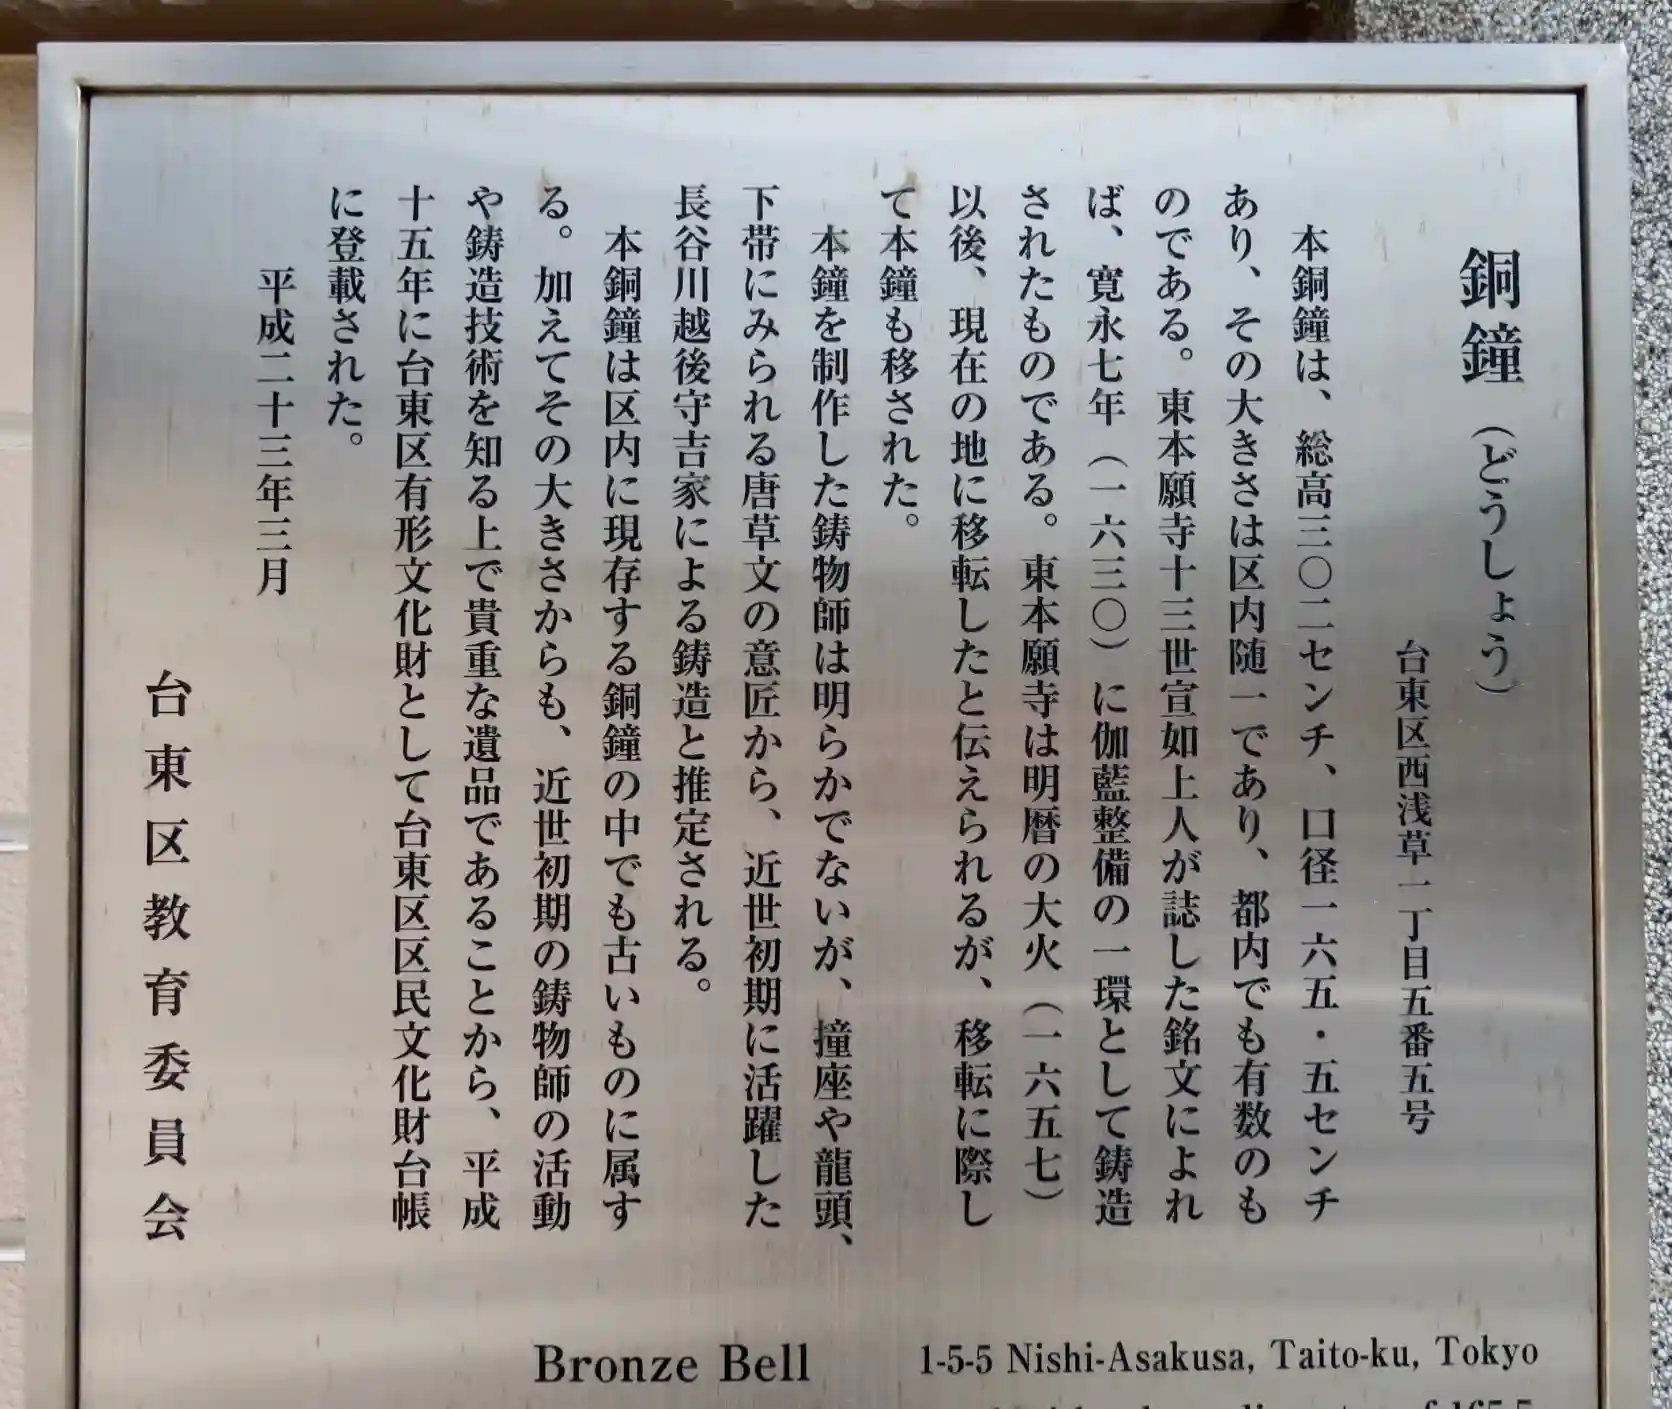 銅鐘（どうしょう）
台東区西浅草一丁目五番五号
本銅鐘は、総高三〇二センチ、口径一六五・五センチ
あり、その大きさは区内随一であり、都内でも有数のも
のである。東本願寺十三世宣如上人が誌した銘文によれ
ば、寛永七年（一六三〇）に伽藍整備の一環として鋳造
されたものである。東本願寺は明暦の大火（一六五七）
以後、現在の地に移転したと伝えられるが、移転に際し
て本鐘も移された。
本鐘を制作した鋳物師は明らかでないが、撞座や龍頭、
下帯にみられる唐草文の意匠から、近世初期に活躍した
長谷川越後守吉家による鋳造と推定される。
本銅鐘は区内に現存する銅鐘の中でも古いものに属す
る。加えてその大きさからも、近世初期の鋳物師の活動
や鋳造技術を知る上で貴重な遺品であることから、平成
十五年に台東区有形文化財として台東区区民文化財台帳
に登載された。
平成二十三年三月
台東区教育委員会
Bronze Bell
1-5-5 Nishi-Asakusa, Taito-ku, Tokyo